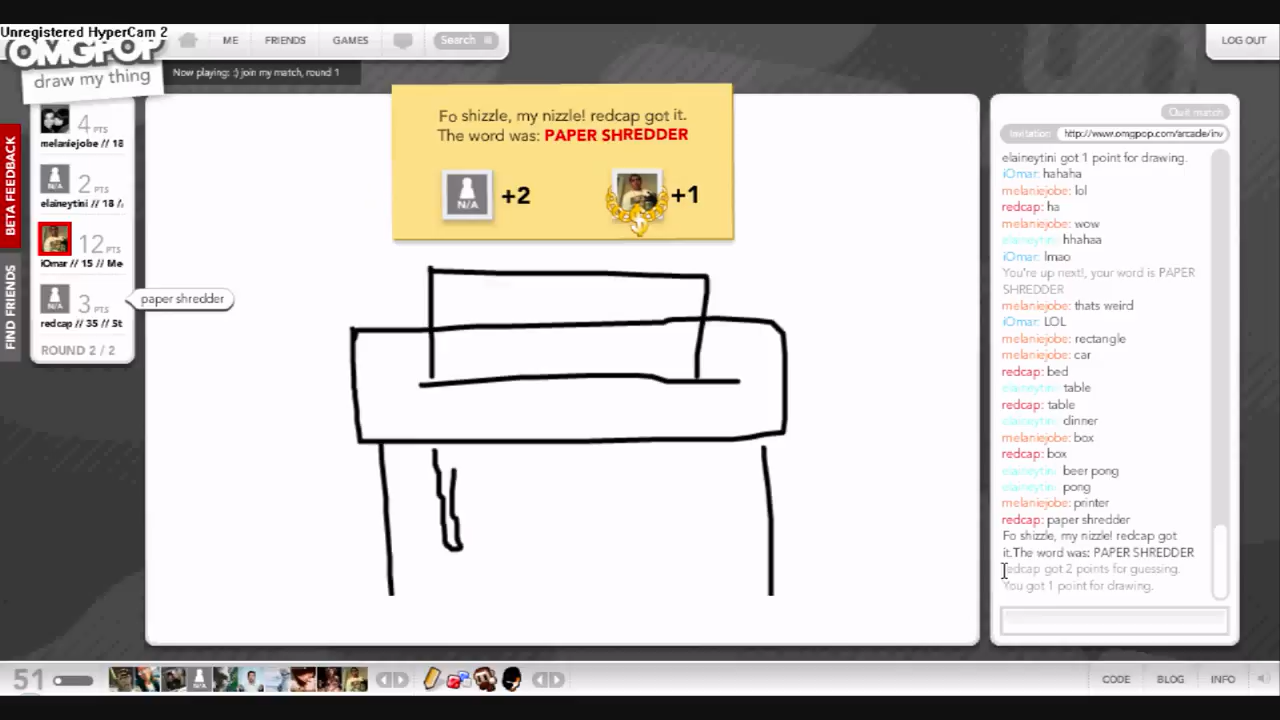 Unregistered HyperCam 2
OMGPOP
draw my thing
ME
FRIENDS
GAMES
Search
LOG OUT
Now playing: :) join my match, round 1
BETA FEEDBACK
FIND FRIENDS
4 PTS
melaniejobe // 18
2 PTS
elaineytini // 18 /
12 PTS
iOmar // 15 // Me
3 PTS
redcap // 35 // St
ROUND 2 / 2
paper shredder
Fo shizzle, my nizzle! redcap got it.
The word was: PAPER SHREDDER
N/A
+2
+1
Quit match
Invitation: http://www.omgpop.com/arcade/inv
elaineytini got 1 point for drawing.
iOmar: hahaha
melaniejobe: lol
redcap: ha
melaniejobe: wow
elaineytini: hhahaa
iOmar: lmao
You're up next!, your word is PAPER
SHREDDER
melaniejobe: thats weird
iOmar: LOL
melaniejobe: rectangle
melaniejobe: car
redcap: bed
elaineytini: table
redcap: table
elaineytini: dinner
melaniejobe: box
redcap: box
elaineytini: beer pong
elaineytini: pong
melaniejobe: printer
redcap: paper shredder
Fo shizzle, my nizzle! redcap got
it.The word was: PAPER SHREDDER
redcap got 2 points for guessing.
You got 1 point for drawing.
51
CODE
BLOG
INFO